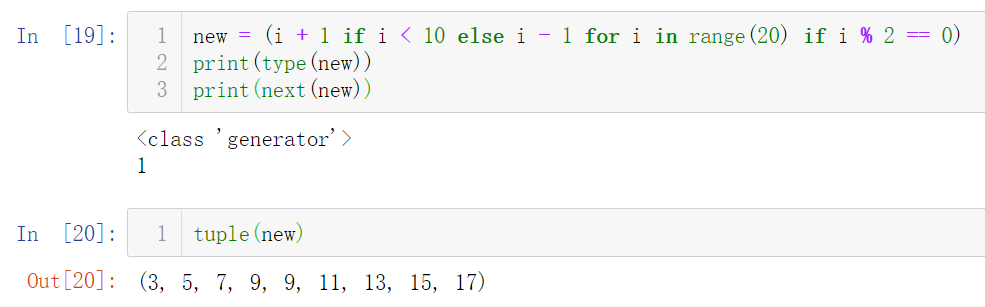 In [19]: 1 new = (i + 1 if i < 10 else i - 1 for i in range(20) if i % 2 == 0)
2 print(type(new))
3 print(next(new))
<class 'generator'>
1
In [20]: 1 tuple(new)
Out[20]: (3, 5, 7, 9, 9, 11, 13, 15, 17)